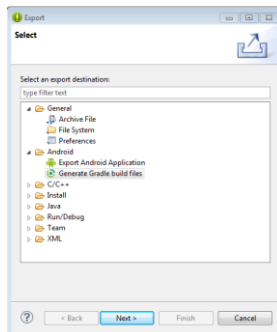 Export
Select
Select an export destination:
type filter text
General
Archive File
File System
Preferences
Android
Export Android Application
Generate Gradle build files
C/C++
Install
Java
Run/Debug
Team
XML
?
< Back
Next >
Finish
Cancel